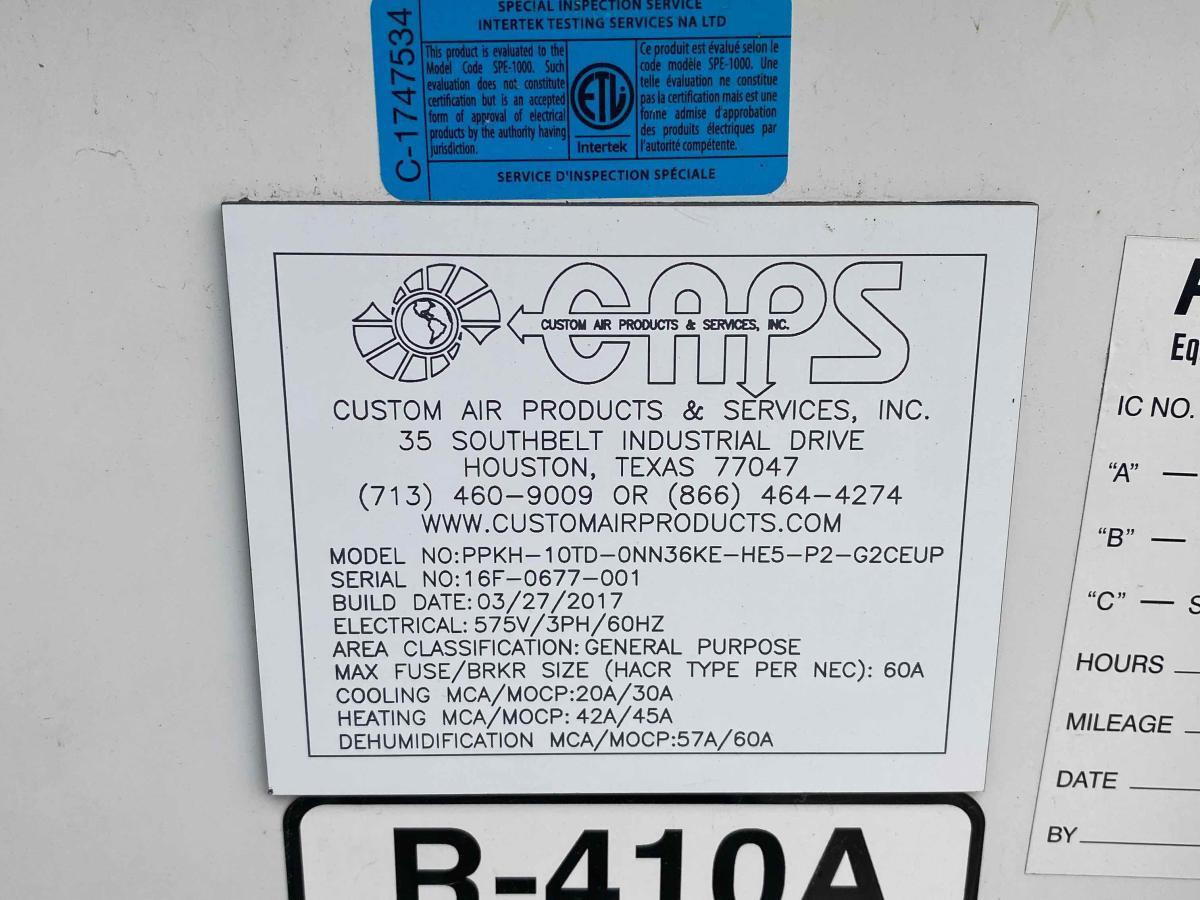 SPECIAL INSPECTION SERVICE
INTERTEK TESTING SERVICES NA LTD
C-1747534
This product is evaluated to the
Model Code SPE-1000. Such
evaluation does not constitute
certification but is an accepted
form of approval of electrical
products by the authority having
jurisdiction.
ETL
Intertek
Ce produit est évalué selon le
code modèle SPE-1000. Une
telle évaluation ne constitue
pas la certification mais est une
forme admise d'approbation
des produits électriques par
l'autorité compétente.
SERVICE D'INSPECTION SPÉCIALE
CAPS
CUSTOM AIR PRODUCTS & SERVICES, INC.
CUSTOM AIR PRODUCTS & SERVICES, INC.
35 SOUTHBELT INDUSTRIAL DRIVE
HOUSTON, TEXAS 77047
(713) 460-9009 OR (866) 464-4274
WWW.CUSTOMAIRPRODUCTS.COM
MODEL NO:PPKH-10TD-0NN36KE-HE5-P2-G2CEUP
SERIAL NO:16F-0677-001
BUILD DATE:03/27/2017
ELECTRICAL:575V/3PH/60HZ
AREA CLASSIFICATION:GENERAL PURPOSE
MAX FUSE/BRKR SIZE (HACR TYPE PER NEC): 60A
COOLING MCA/MOCP:20A/30A
HEATING MCA/MOCP: 42A/45A
DEHUMIDIFICATION MCA/MOCP:57A/60A
R-410A
Eq
IC NO.
"A" —
"B" —
"C" — S
HOURS
MILEAGE
DATE
BY